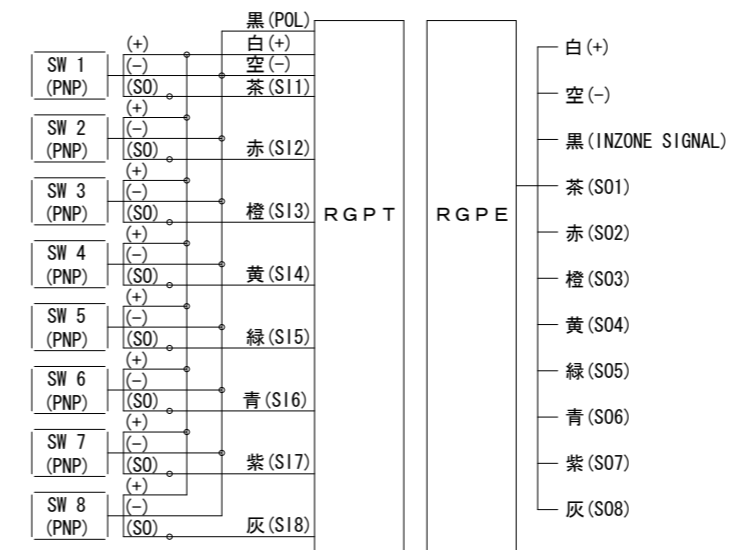 黒(POL)
(+) 白(+)
SW 1 (-) 空(-)
(PNP) (SO) 茶(SI1)
(+)
SW 2 (-)
(PNP) (SO) 赤(SI2)
(+)
SW 3 (-)
(PNP) (SO) 橙(SI3)
(+)
SW 4 (-)
(PNP) (SO) 黄(SI4)
(+)
SW 5 (-)
(PNP) (SO) 緑(SI5)
(+)
SW 6 (-)
(PNP) (SO) 青(SI6)
(+)
SW 7 (-)
(PNP) (SO) 紫(SI7)
(+)
SW 8 (-)
(PNP) (SO) 灰(SI8)
RGPT
RGPE
白(+)
空(-)
黒(INZONE SIGNAL)
茶(SO1)
赤(SO2)
橙(SO3)
黄(SO4)
緑(SO5)
青(SO6)
紫(SO7)
灰(SO8)